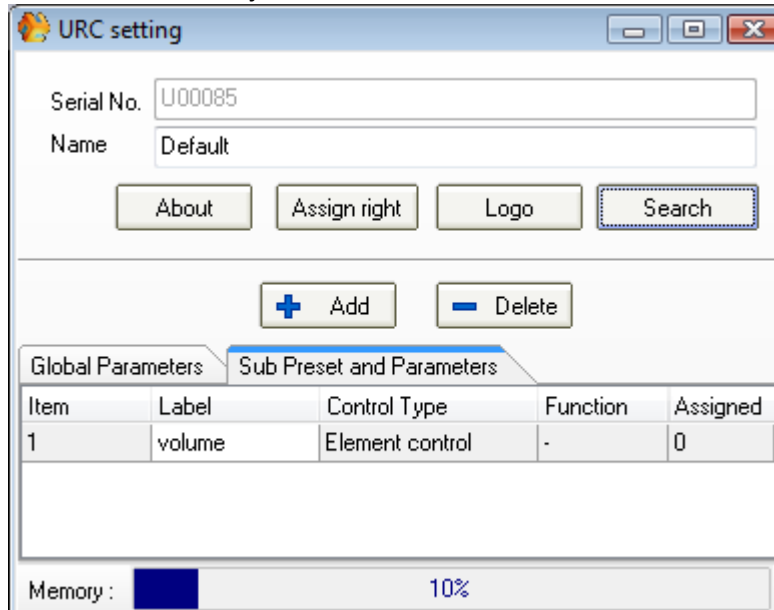 URC setting
Serial No. U00085
Name Default
About Assign right Logo Search
Add Delete
Global Parameters Sub Preset and Parameters
Item Label Control Type Function Assigned
1 volume Element control - 0
Memory : 10%